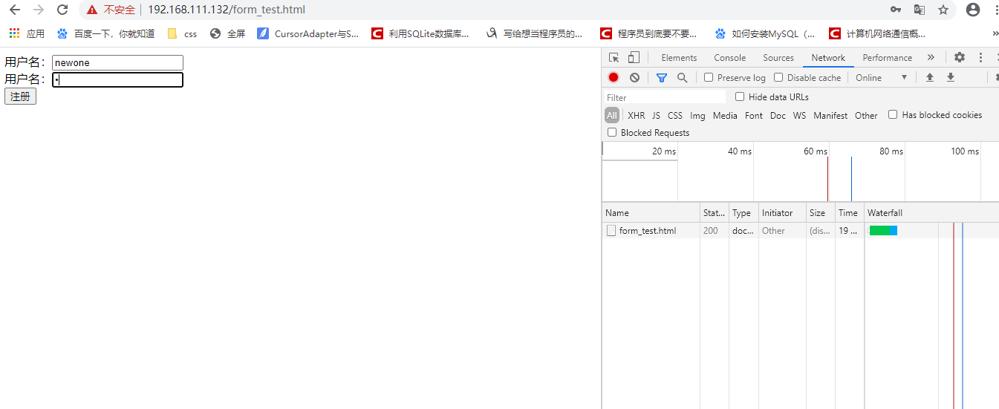 不安全 192.168.111.132/form_test.html
应用 百度一下，你就知道 css 全屏 CursorAdapter与S... 利用SQLite数据库... 写给想当程序员的... 程序员到底要不要... 如何安装MySQL（... 计算机网络通信概... »
用户名：newone
用户名：•
注册
Elements Console Sources Network Performance »
Preserve log Disable cache Online
Filter Hide data URLs
All XHR JS CSS Img Media Font Doc WS Manifest Other Has blocked cookies
Blocked Requests
20 ms 40 ms 60 ms 80 ms 100 ms
Name Stat... Type Initiator Size Time Waterfall
form_test.html 200 doc... Other (dis... 19 ...